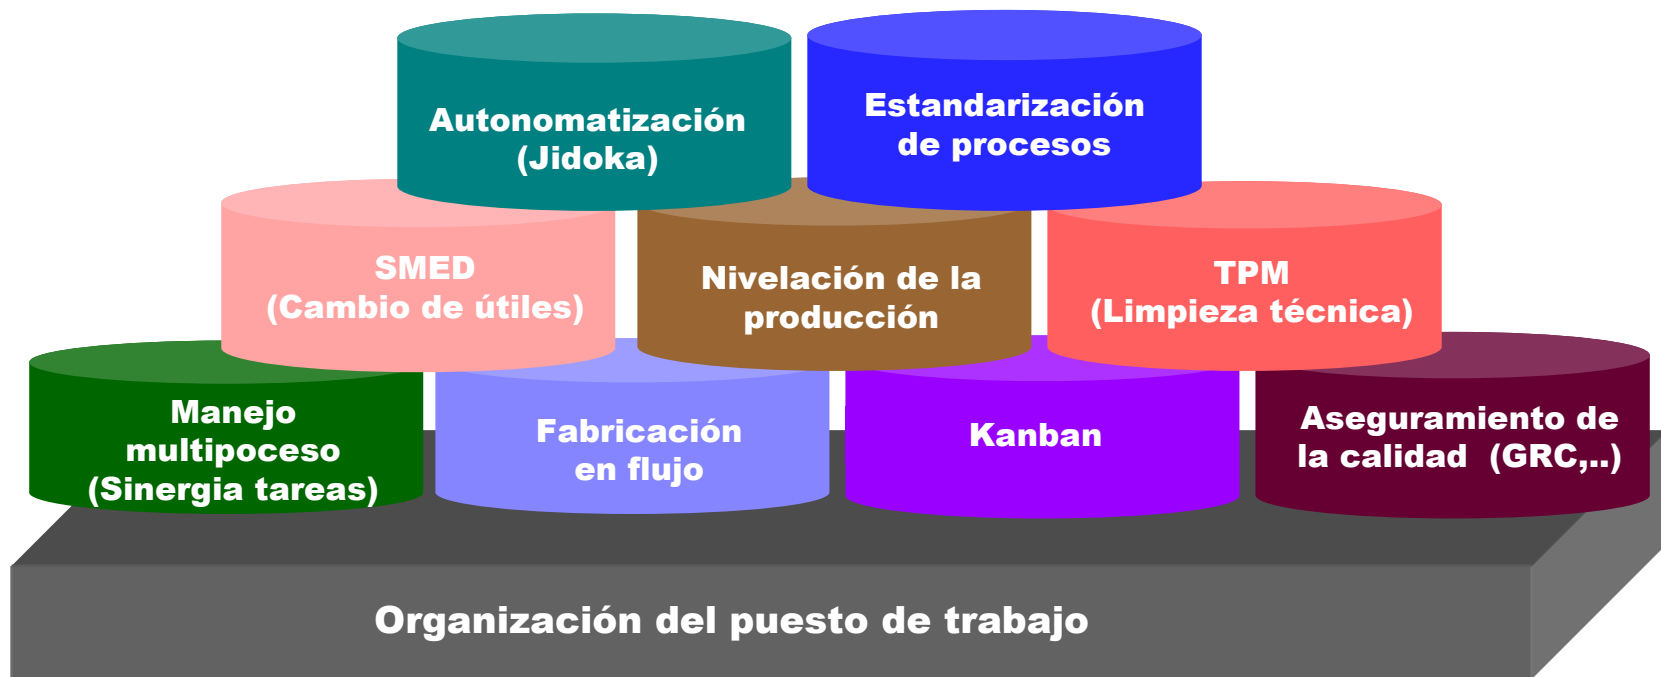 Autonomatización
(Jidoka)
Estandarización
de procesos
SMED
(Cambio de útiles)
Nivelación de la
producción
TPM
(Limpieza técnica)
Manejo
multipoceso
(Sinergia tareas)
Fabricación
en flujo
Kanban
Aseguramiento de
la calidad (GRC,..)
Organización del puesto de trabajo